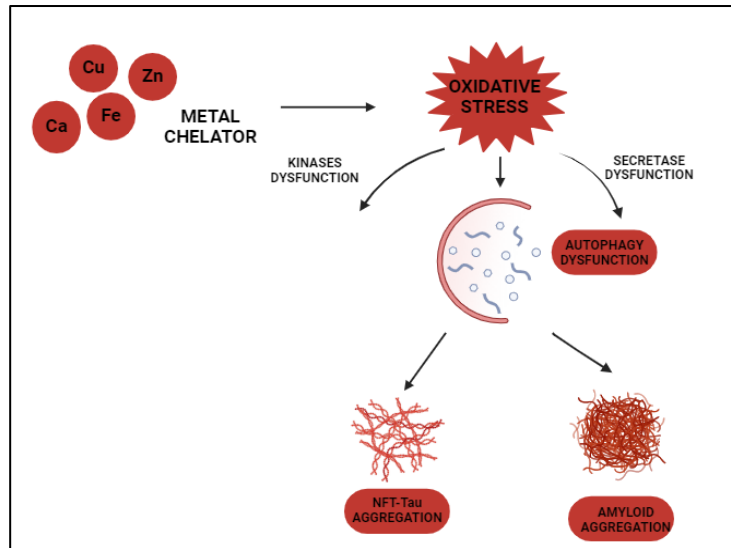 Cu
Zn
Ca
Fe
METAL
CHELATOR
OXIDATIVE
STRESS
KINASES
DYSFUNCTION
SECRETASE
DYSFUNCTION
AUTOPHAGY
DYSFUNCTION
NFT-Tau
AGGREGATION
AMYLOID
AGGREGATION